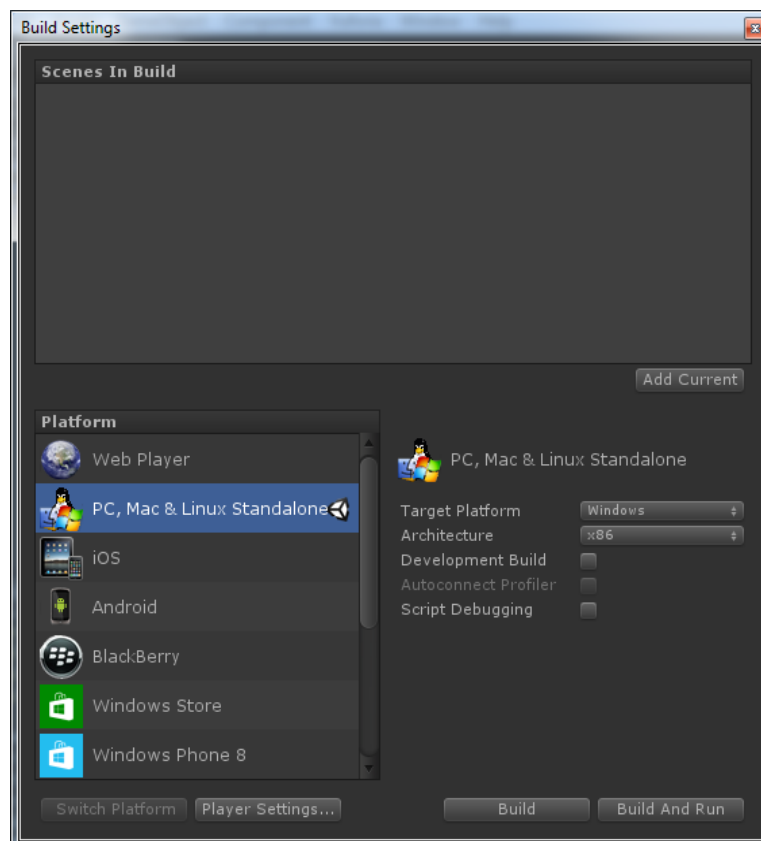 Build Settings
Scenes In Build
Add Current
Platform
Web Player
PC, Mac & Linux Standalone
iOS
Android
BlackBerry
Windows Store
Windows Phone 8
PC, Mac & Linux Standalone
Target Platform Windows
Architecture x86
Development Build
Autoconnect Profiler
Script Debugging
Switch Platform Player Settings... Build Build And Run